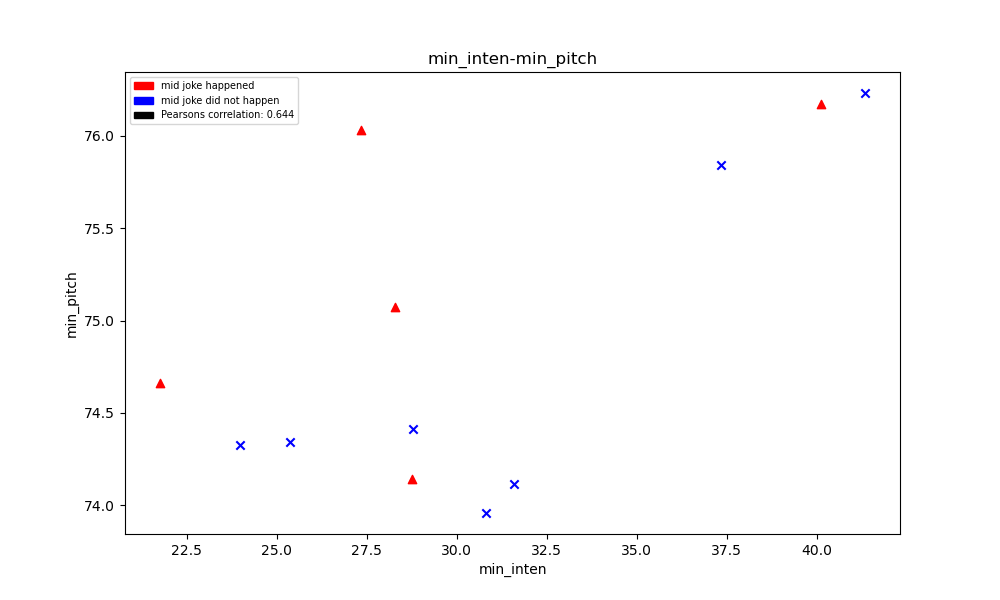 min_inten-min_pitch
mid joke happened
mid joke did not happen
Pearsons correlation: 0.644
76.0
75.5
75.0
74.5
74.0
min_pitch
22.5 25.0 27.5 30.0 32.5 35.0 37.5 40.0
min_inten